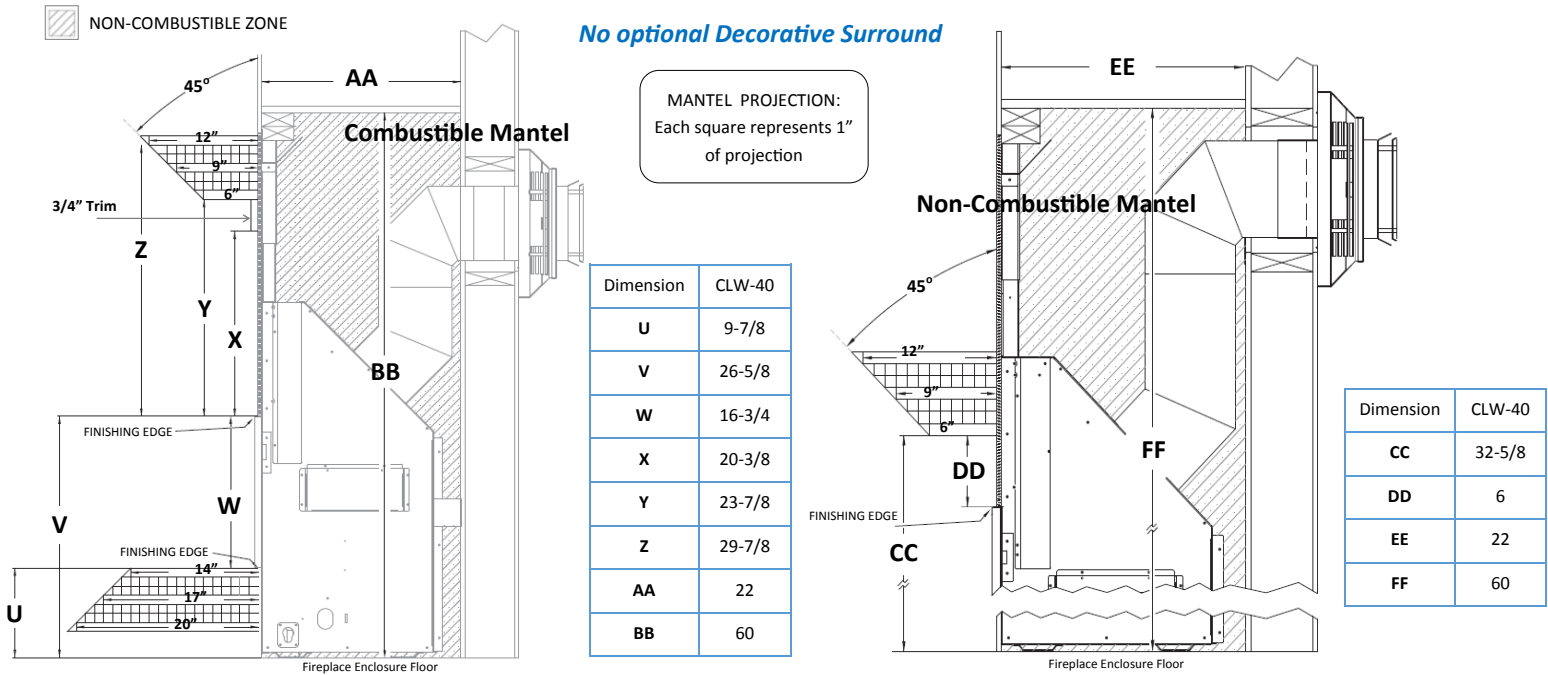 NON-COMBUSTIBLE ZONE
No optional Decorative Surround
45°
AA
Combustible Mantel
12"
9"
6"
3/4" Trim
Z
Y
X
BB
FINISHING EDGE
W
V
FINISHING EDGE
14"
17"
20"
U
Fireplace Enclosure Floor
MANTEL PROJECTION:
Each square represents 1"
of projection
Dimension CLW-40
U 9-7/8
V 26-5/8
W 16-3/4
X 20-3/8
Y 23-7/8
Z 29-7/8
AA 22
BB 60
EE
Non-Combustible Mantel
45°
12"
9"
6"
DD
FF
FINISHING EDGE
CC
Fireplace Enclosure Floor
Dimension CLW-40
CC 32-5/8
DD 6
EE 22
FF 60